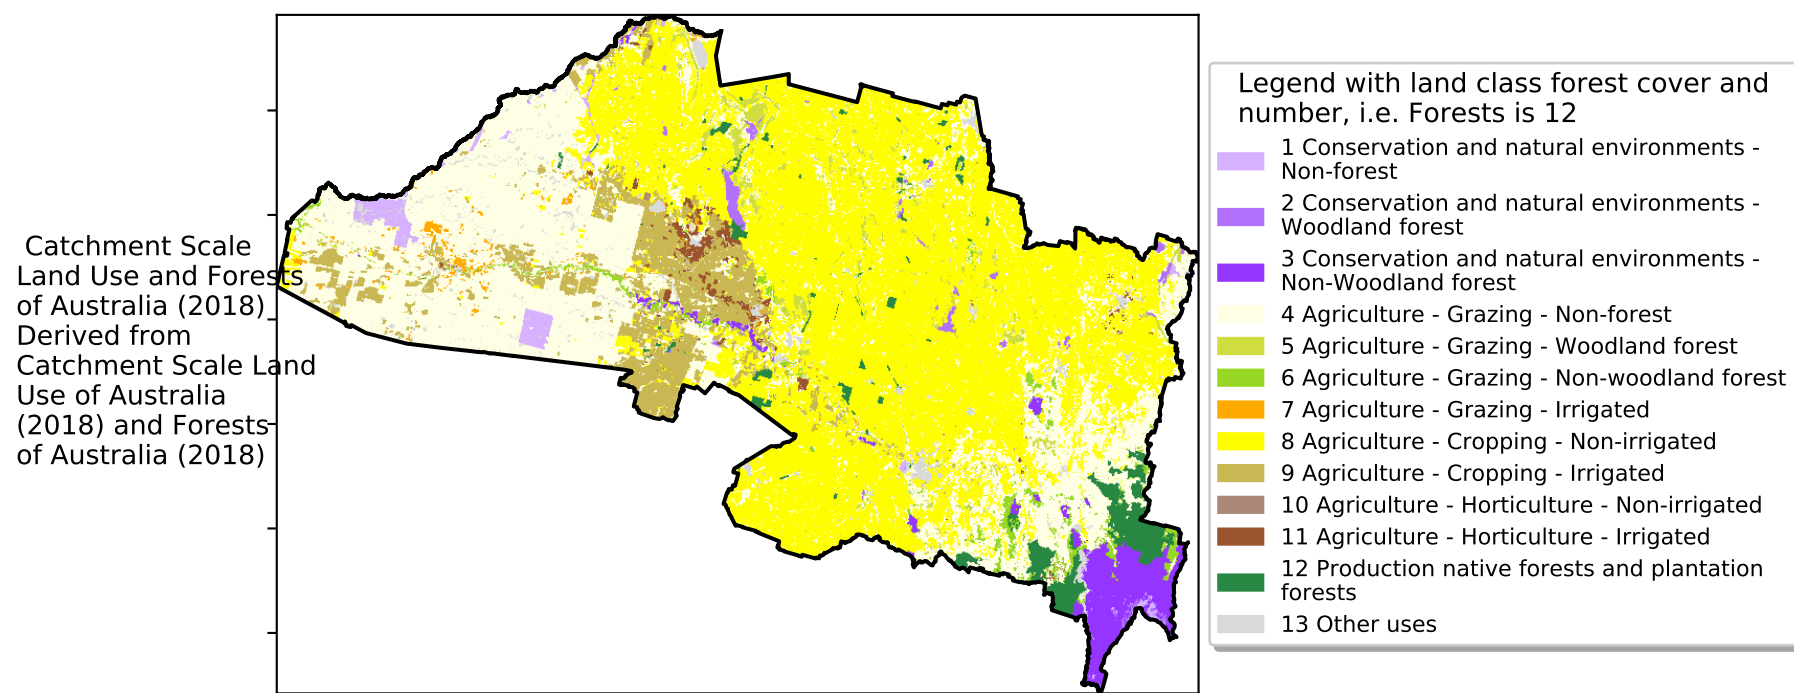 Catchment Scale
Land Use and Forests
of Australia (2018)
Derived from
Catchment Scale Land
Use of Australia
(2018) and Forests
of Australia (2018)
Legend with land class forest cover and
number, i.e. Forests is 12
1 Conservation and natural environments -
Non-forest
2 Conservation and natural environments -
Woodland forest
3 Conservation and natural environments -
Non-Woodland forest
4 Agriculture - Grazing - Non-forest
5 Agriculture - Grazing - Woodland forest
6 Agriculture - Grazing - Non-woodland forest
7 Agriculture - Grazing - Irrigated
8 Agriculture - Cropping - Non-irrigated
9 Agriculture - Cropping - Irrigated
10 Agriculture - Horticulture - Non-irrigated
11 Agriculture - Horticulture - Irrigated
12 Production native forests and plantation
forests
13 Other uses